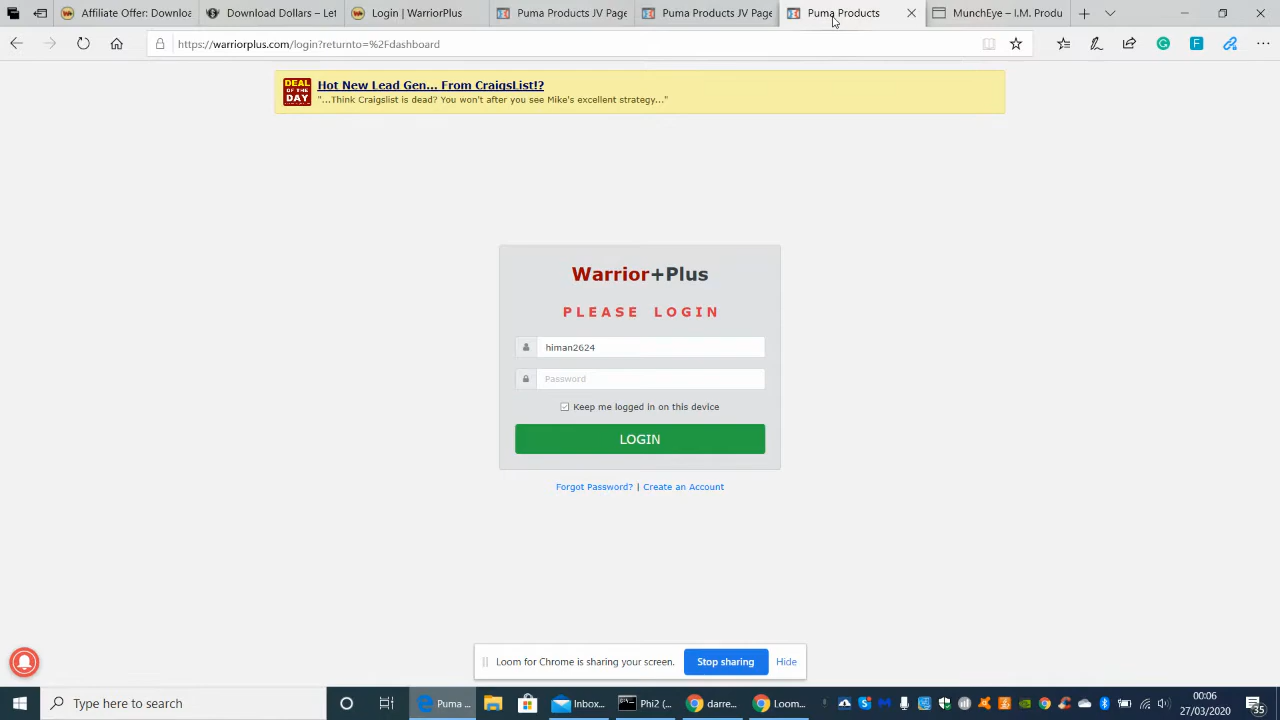 Affiliate Offer: Downloa
Download Dollars – Let
Login | WarriorPlus
Puma Products JV Page
Puma Products JV Page
Puma Products
MunchEye – I.M. Produ
https://warriorplus.com/login?returnto=%2Fdashboard
DEAL OF THE DAY
Hot New Lead Gen... From CraigsList!?
"...Think Craigslist is dead? You won't after you see Mike's excellent strategy..."
Warrior+Plus
PLEASE LOGIN
himan2624
Password
Keep me logged in on this device
LOGIN
Forgot Password? | Create an Account
Loom for Chrome is sharing your screen. Stop sharing Hide
Type here to search
Puma ...
Inbox...
Phi2 (...
darre...
Loom...
00:06
27/03/2020
35